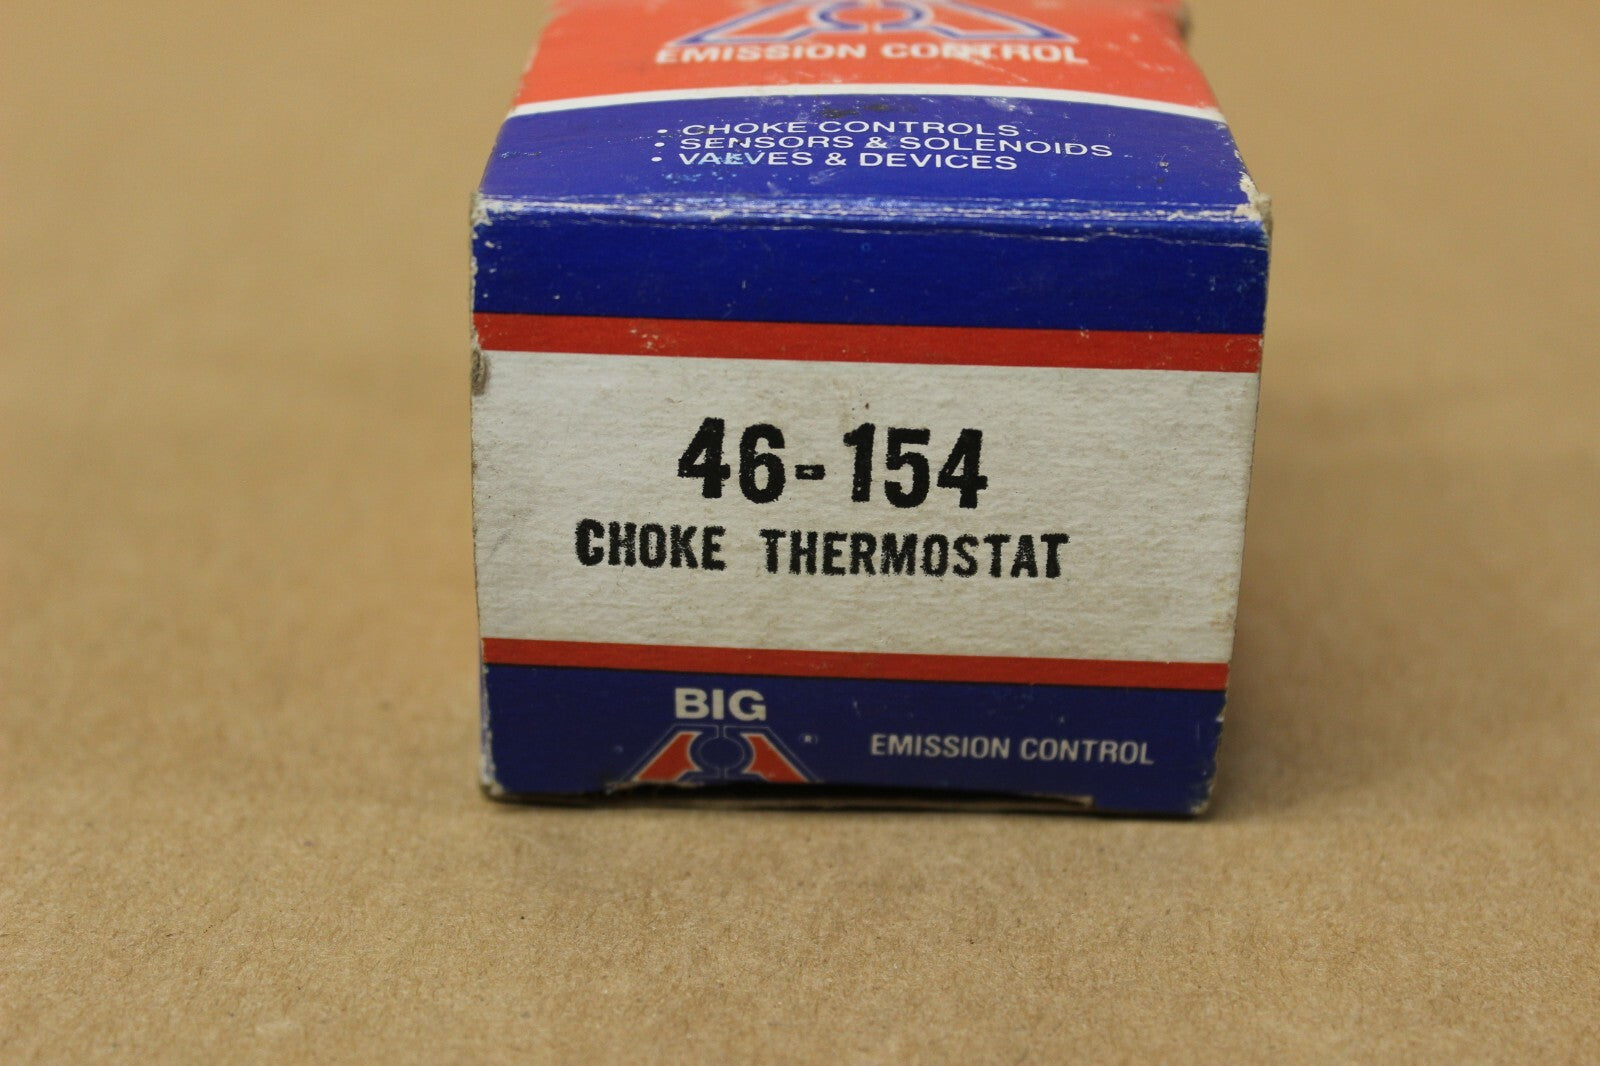 EMISSION CONTROL
• CHOKE CONTROLS
• SENSORS & SOLENOIDS
• VALVES & DEVICES
46-154
CHOKE THERMOSTAT
BIG
A ®
EMISSION CONTROL